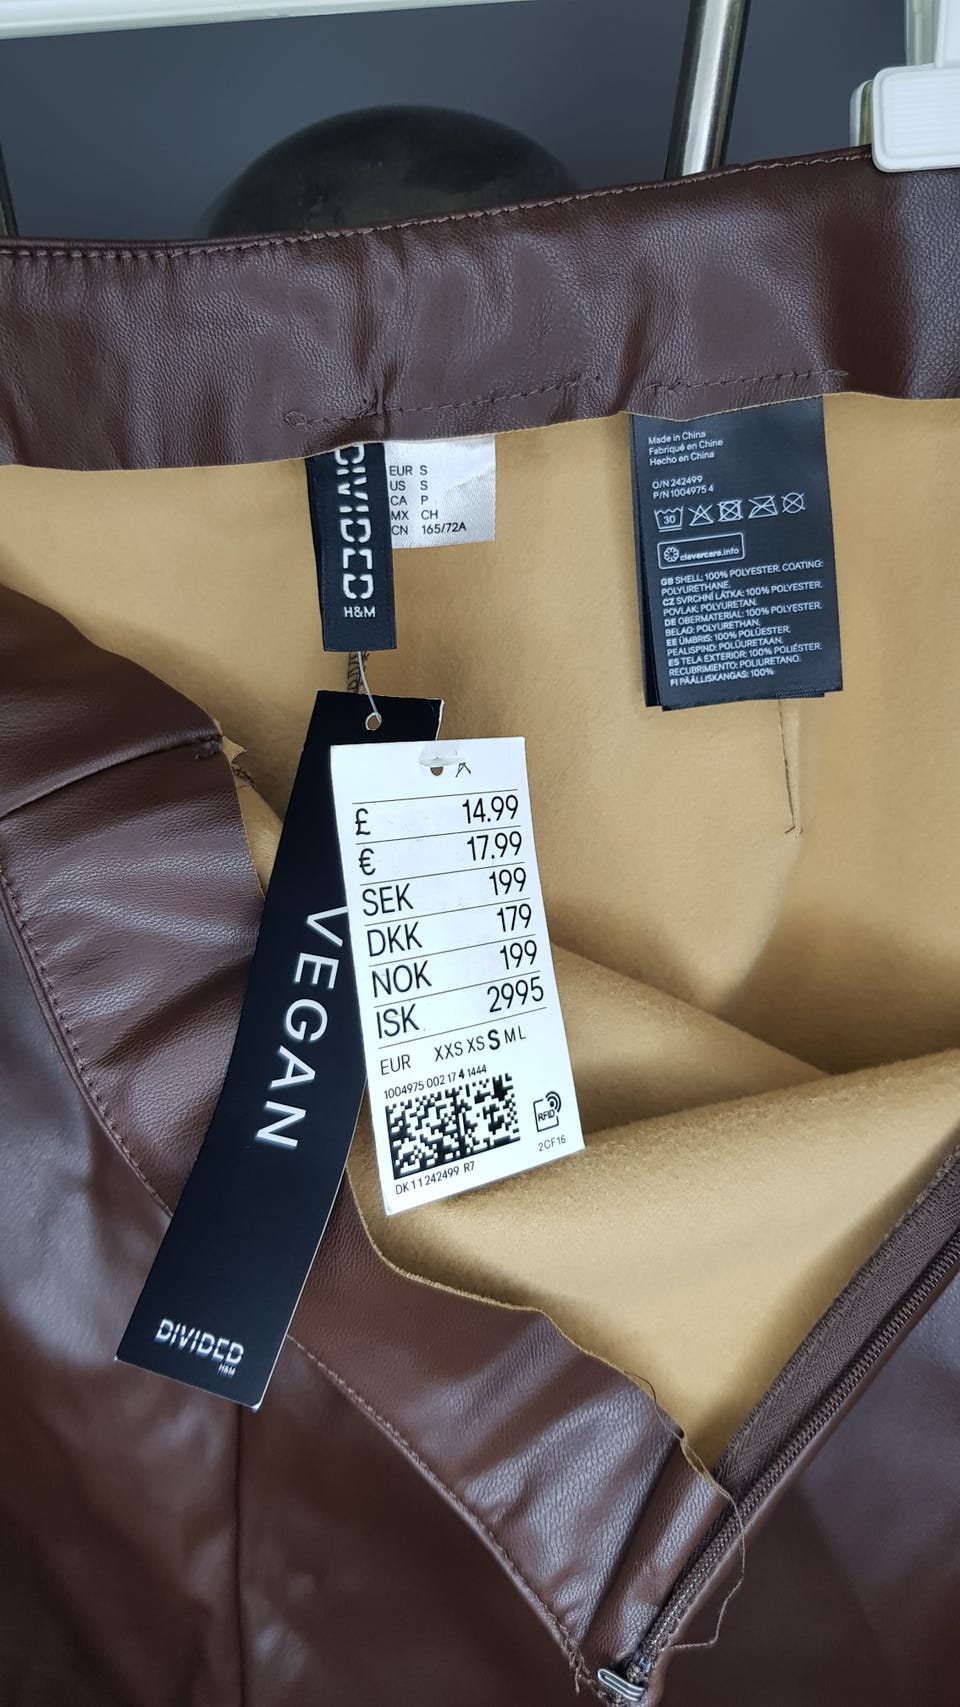 DIVIDED
H&M
EUR S
US S
CA P
MX CH
CN 165/72A
Made in China
Fabriqué en Chine
Hecho en China
O/N 242499
P/N 1004975 4
30
clevercare.info
GB SHELL: 100% POLYESTER. COATING:
POLYURETHANE.
CZ SVRCHNÍ LÁTKA: 100% POLYESTER.
POVLAK: POLYURETAN.
DE OBERMATERIAL: 100% POLYESTER.
BELAG: POLYURETHAN.
EE ÜMBRIS: 100% POLÜESTER.
PEALISPIND: POLÜURETAAN.
ES TELA EXTERIOR: 100% POLIÉSTER.
RECUBRIMIENTO: POLIURETANO.
FI PÄÄLLISKANGAS: 100%
£ 14.99
€ 17.99
SEK 199
DKK 179
NOK 199
ISK 2995
EUR XXS XS S M L
1004975 002 17 4 1444
RFID
2CF16
DK 11 242499 R7
VEGAN
DIVIDED
H&M